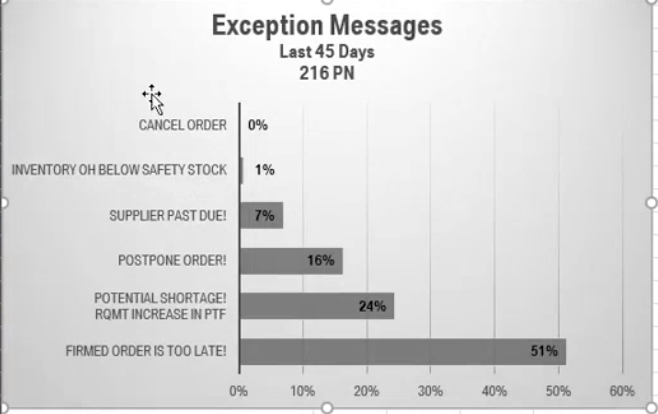 Exception Messages
Last 45 Days
216 PN
CANCEL ORDER 0%
INVENTORY OH BELOW SAFETY STOCK 1%
SUPPLIER PAST DUE! 7%
POSTPONE ORDER! 16%
POTENTIAL SHORTAGE!
RQMT INCREASE IN PTF 24%
FIRMED ORDER IS TOO LATE! 51%
0% 10% 20% 30% 40% 50% 60%